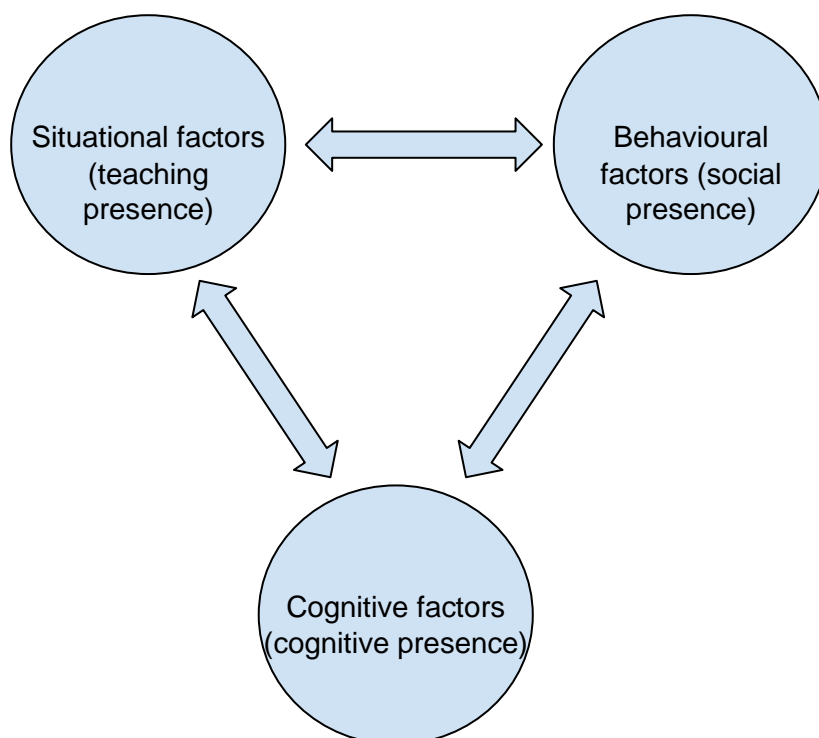 Situational factors
(teaching
presence)
Behavioural
factors (social
presence)
Cognitive factors
(cognitive presence)